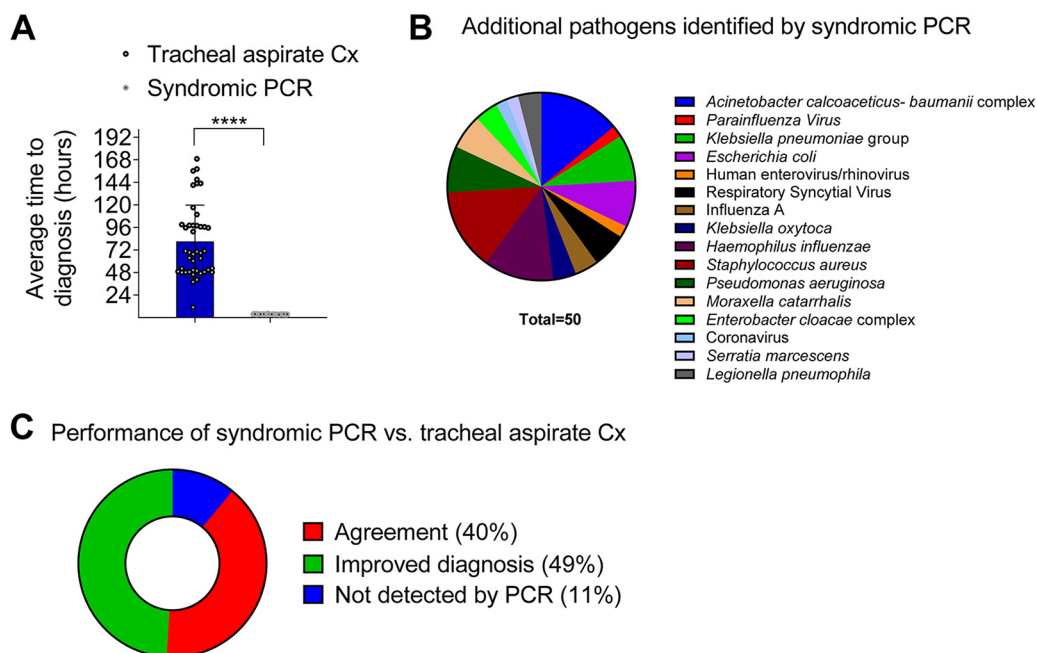 A
Tracheal aspirate Cx
Syndromic PCR
****
Average time to
diagnosis (hours)
192
168
144
120
96
72
48
24
B
Additional pathogens identified by syndromic PCR
Total=50
Acinetobacter calcoaceticus- baumanii complex
Parainfluenza Virus
Klebsiella pneumoniae group
Escherichia coli
Human enterovirus/rhinovirus
Respiratory Syncytial Virus
Influenza A
Klebsiella oxytoca
Haemophilus influenzae
Staphylococcus aureus
Pseudomonas aeruginosa
Moraxella catarrhalis
Enterobacter cloacae complex
Coronavirus
Serratia marcescens
Legionella pneumophila
C
Performance of syndromic PCR vs. tracheal aspirate Cx
Agreement (40%)
Improved diagnosis (49%)
Not detected by PCR (11%)